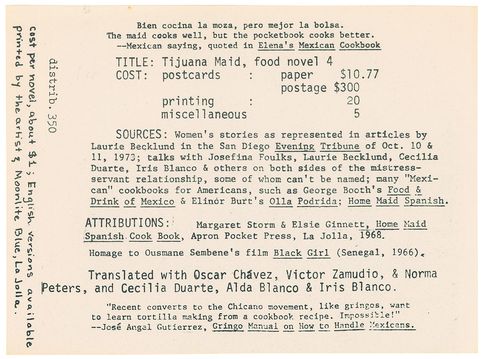 Bien cocina la moza, pero mejor la bolsa.
The maid cooks well, but the pocketbook cooks better.
--Mexican saying, quoted in Elena's Mexican Cookbook
TITLE: Tijuana Maid, food novel 4
COST: postcards : paper $10.77
postage $300
printing : 20
miscellaneous 5
SOURCES: Women's stories as represented in articles by
Laurie Becklund in the San Diego Evening Tribune of Oct. 10 &
11, 1973; talks with Josefina Foulks, Laurie Becklund, Cecilia
Duarte, Iris Blanco & others on both sides of the mistress-
servant relationship, some of whom can't be named; many "Mexi-
can" cookbooks for Americans, such as George Booth's Food &
Drink of Mexico & Elinor Burt's Olla Podrida; Home Maid Spanish.
ATTRIBUTIONS: Margaret Storm & Elsie Ginnett, Home Maid
Spanish Cook Book, Apron Pocket Press, La Jolla, 1968.
Homage to Ousmane Sembene's film Black Girl (Senegal, 1966).
Translated with Oscar Chávez, Victor Zamudio, & Norma
Peters, and Cecilia Duarte, Alda Blanco & Iris Blanco.
"Recent converts to the Chicano movement, like gringos, want
to learn tortilla making from a cookbook recipe. Impossible!"
--José Angal Gutierrez, Gringo Manual on How to Handle Mexicans.
distrib. 350
cost per novel, about $1; English versions available
printed by the artist & Moonlite Blue, La Jolla.